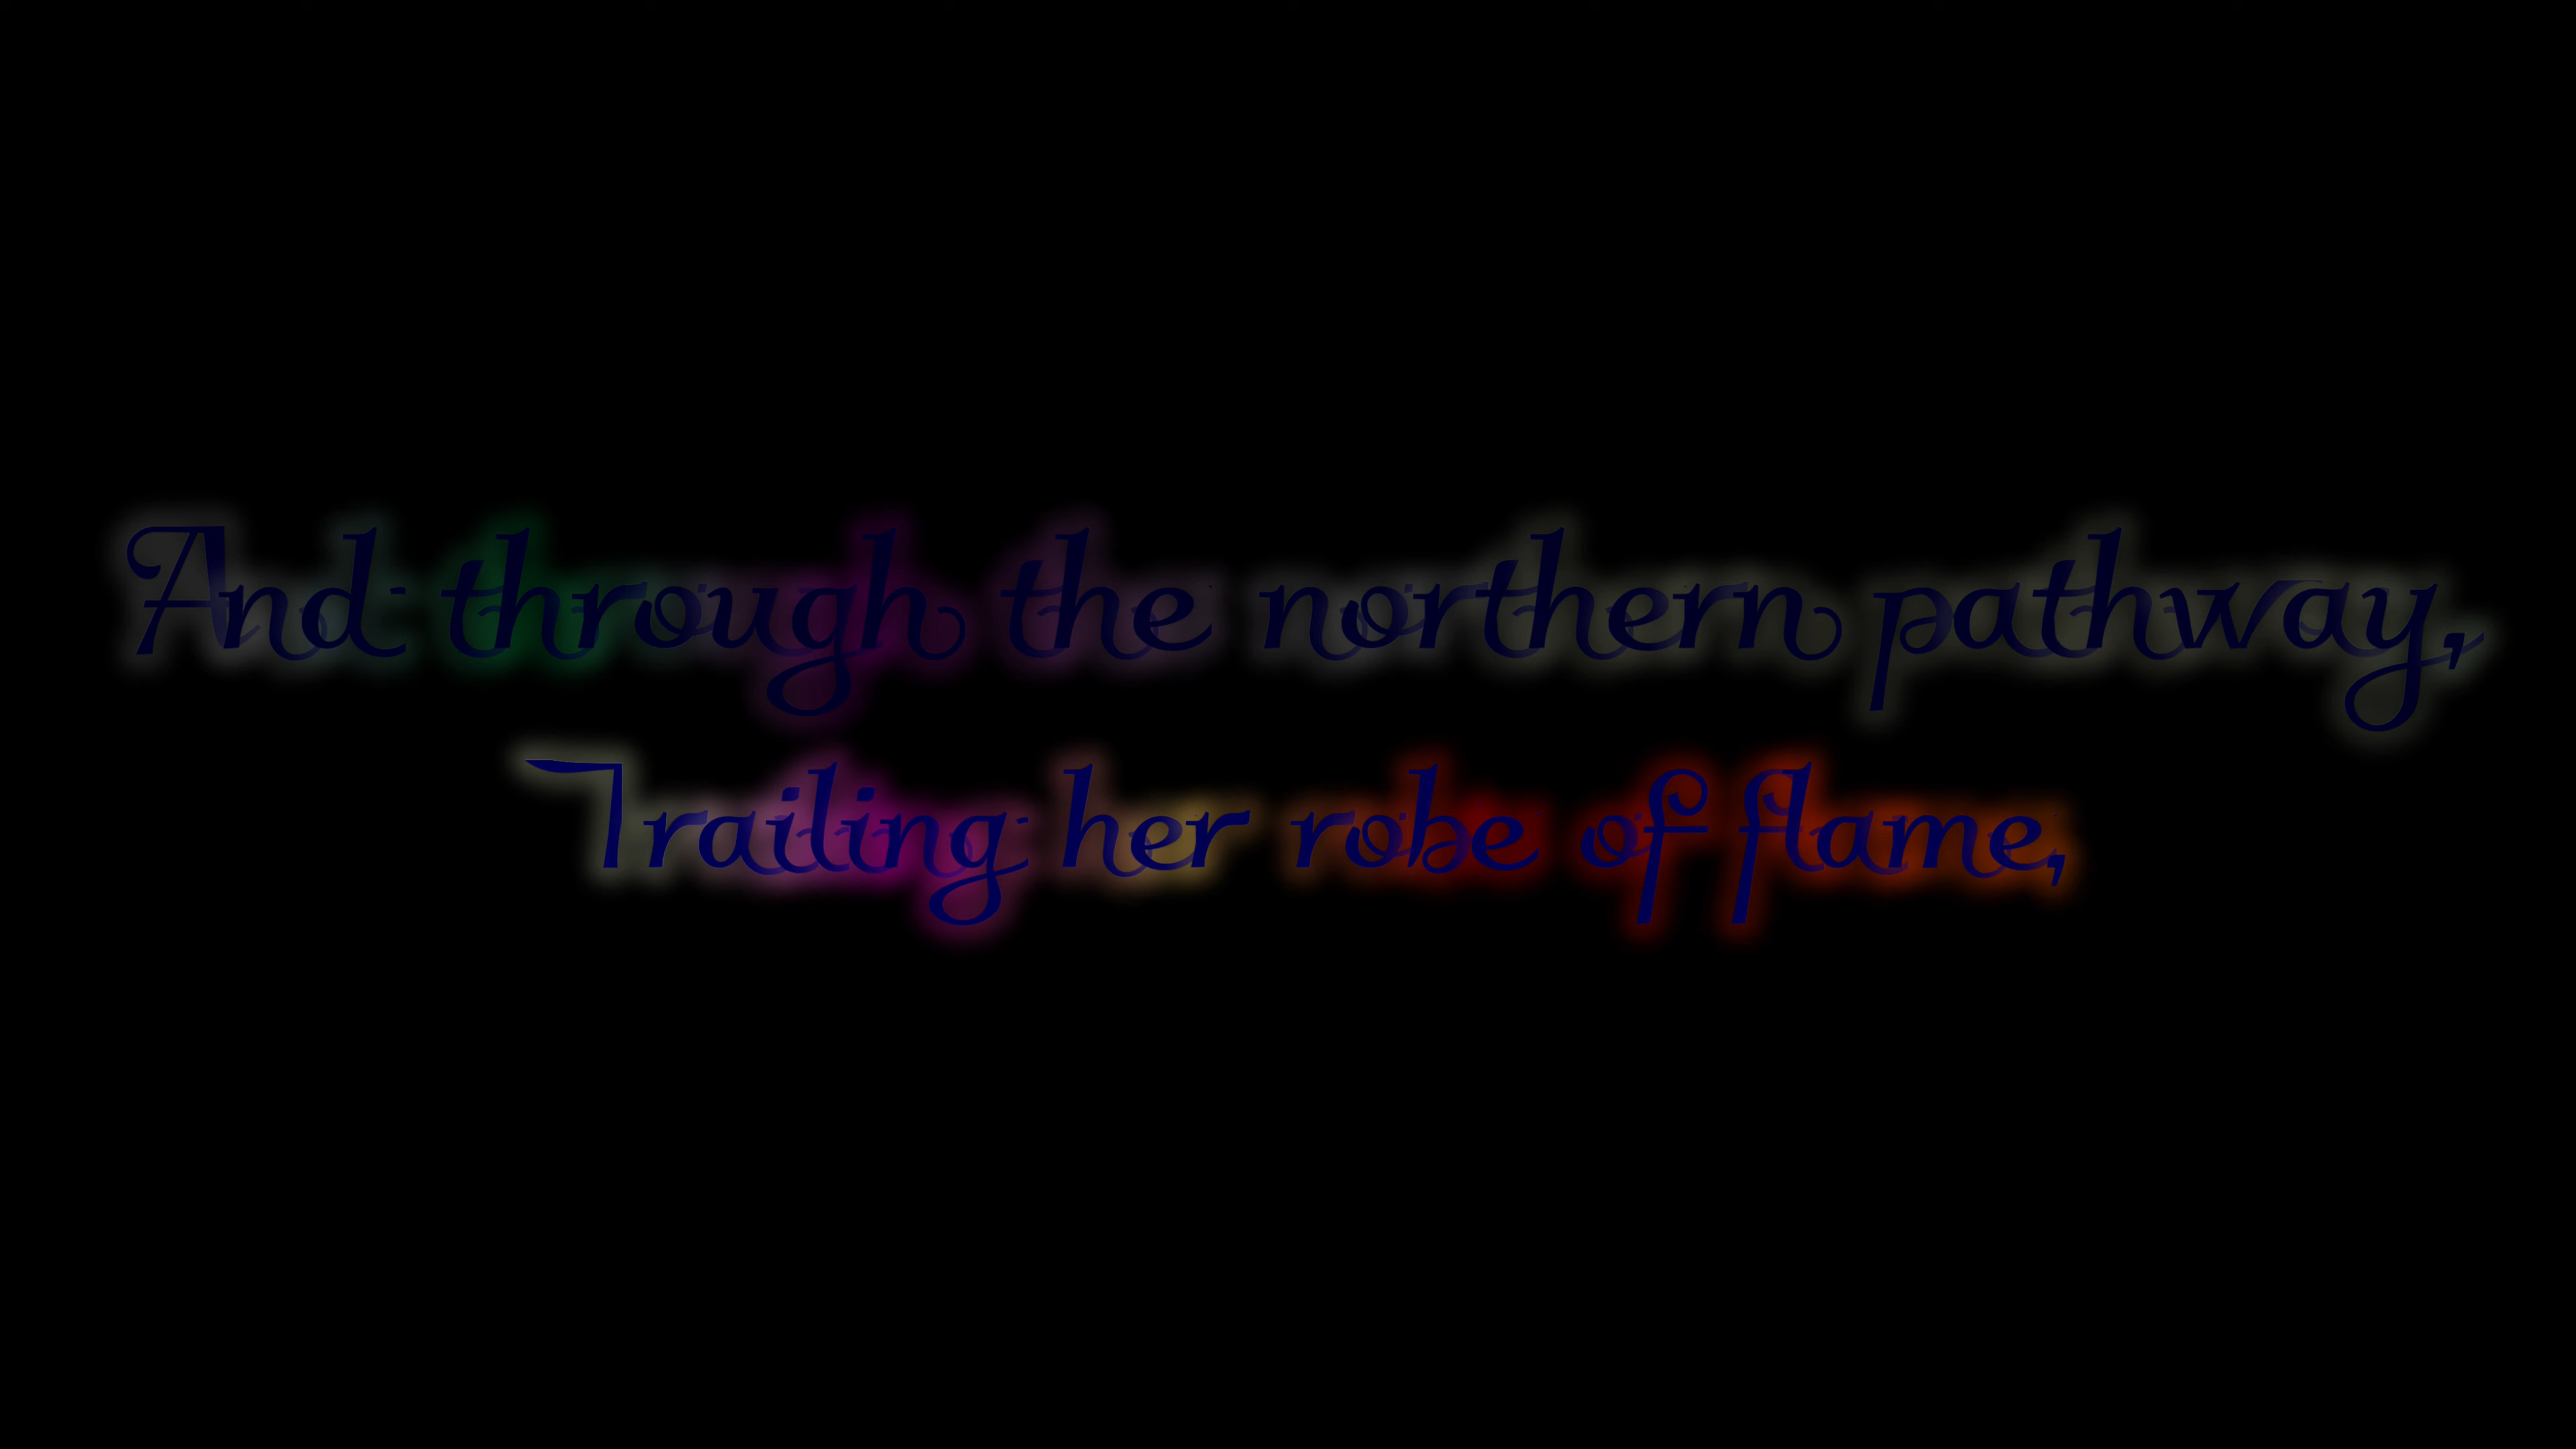 And through the northern pathway,
Trailing her robe of flame,